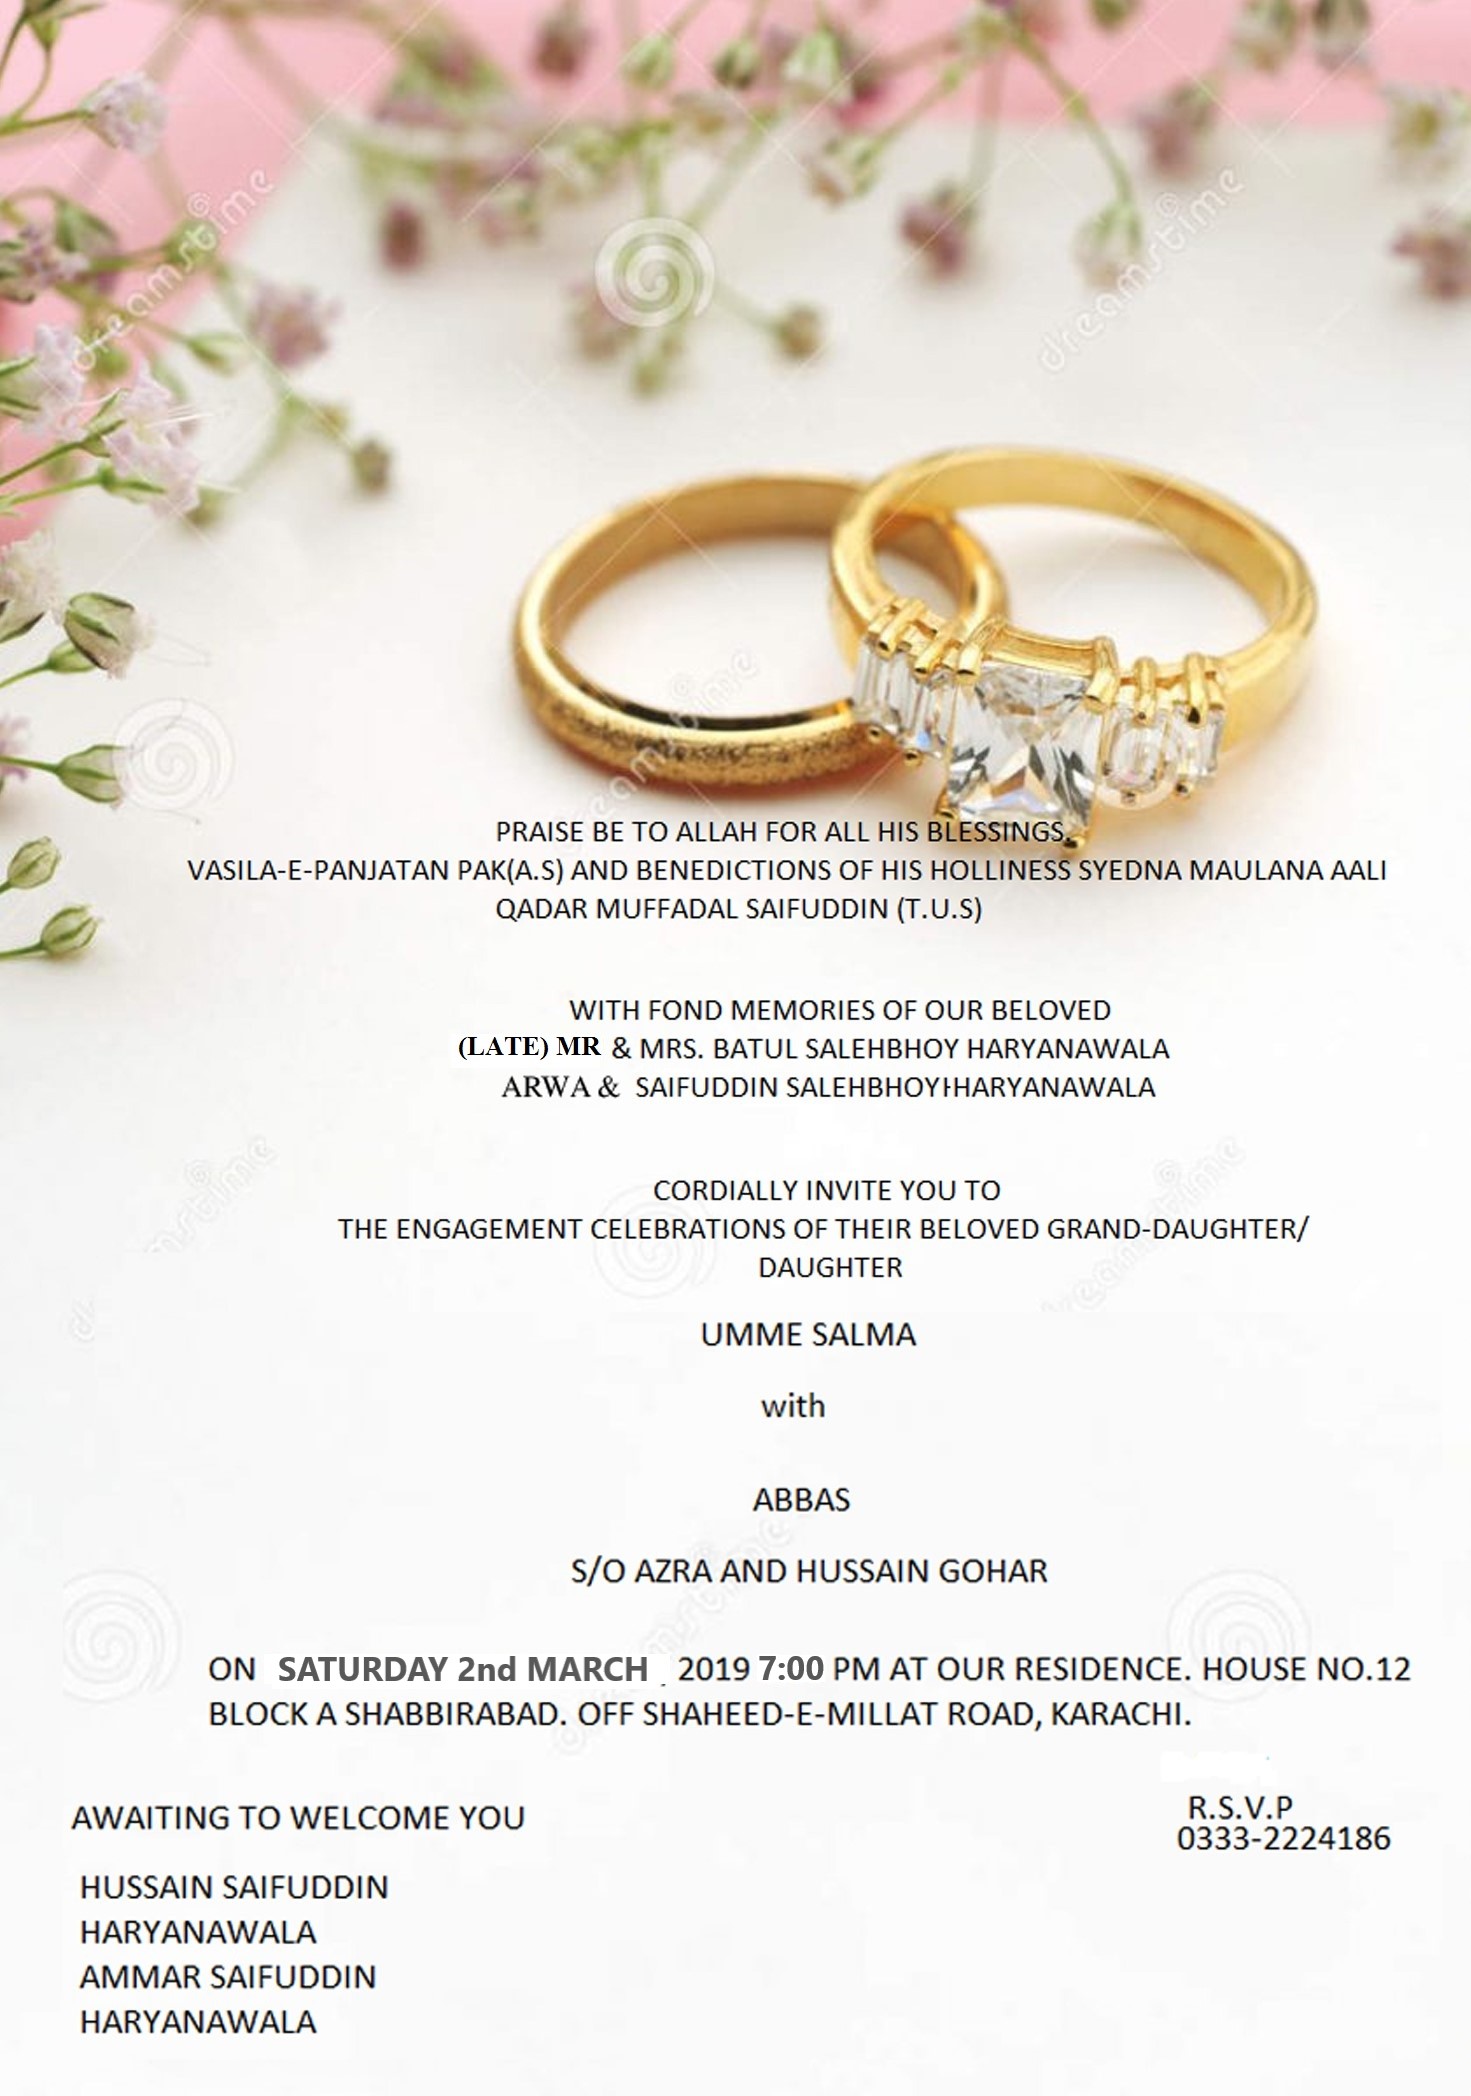 PRAISE BE TO ALLAH FOR ALL HIS BLESSINGS.
VASILA-E-PANJATAN PAK(A.S) AND BENEDICTIONS OF HIS HOLLINESS SYEDNA MAULANA AALI
QADAR MUFFADAL SAIFUDDIN (T.U.S)
WITH FOND MEMORIES OF OUR BELOVED
(LATE) MR & MRS. BATUL SALEHBHOY HARYANAWALA
ARWA & SAIFUDDIN SALEHBHOY HARYANAWALA
CORDIALLY INVITE YOU TO
THE ENGAGEMENT CELEBRATIONS OF THEIR BELOVED GRAND-DAUGHTER/
DAUGHTER
UMME SALMA
with
ABBAS
S/O AZRA AND HUSSAIN GOHAR
ON SATURDAY 2nd MARCH , 2019 7:00 PM AT OUR RESIDENCE. HOUSE NO.12
BLOCK A SHABBIRABAD. OFF SHAHEED-E-MILLAT ROAD, KARACHI.
AWAITING TO WELCOME YOU
R.S.V.P
0333-2224186
HUSSAIN SAIFUDDIN
HARYANAWALA
AMMAR SAIFUDDIN
HARYANAWALA
dreamstime
dreamstime
dreamstime
dreamstime